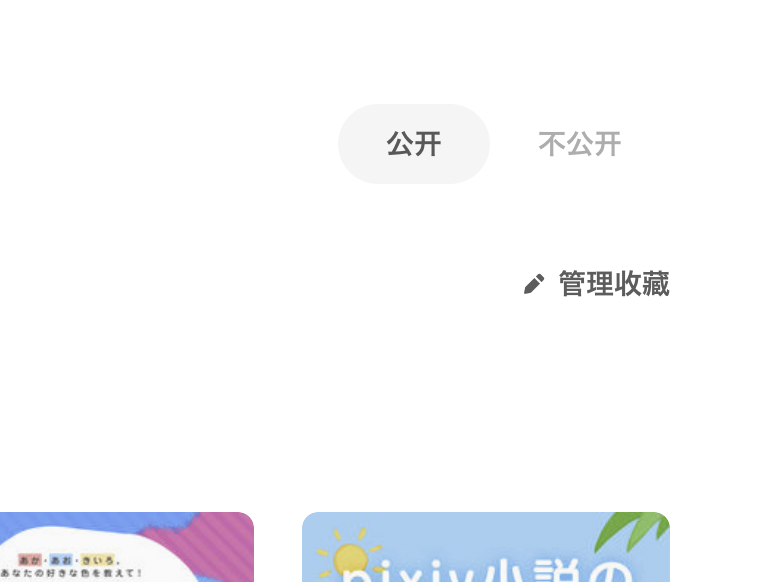 公开
不公开
管理收藏
あか・あお・きいろ。
あなたの好きな色を教えて！
pixiv小説の